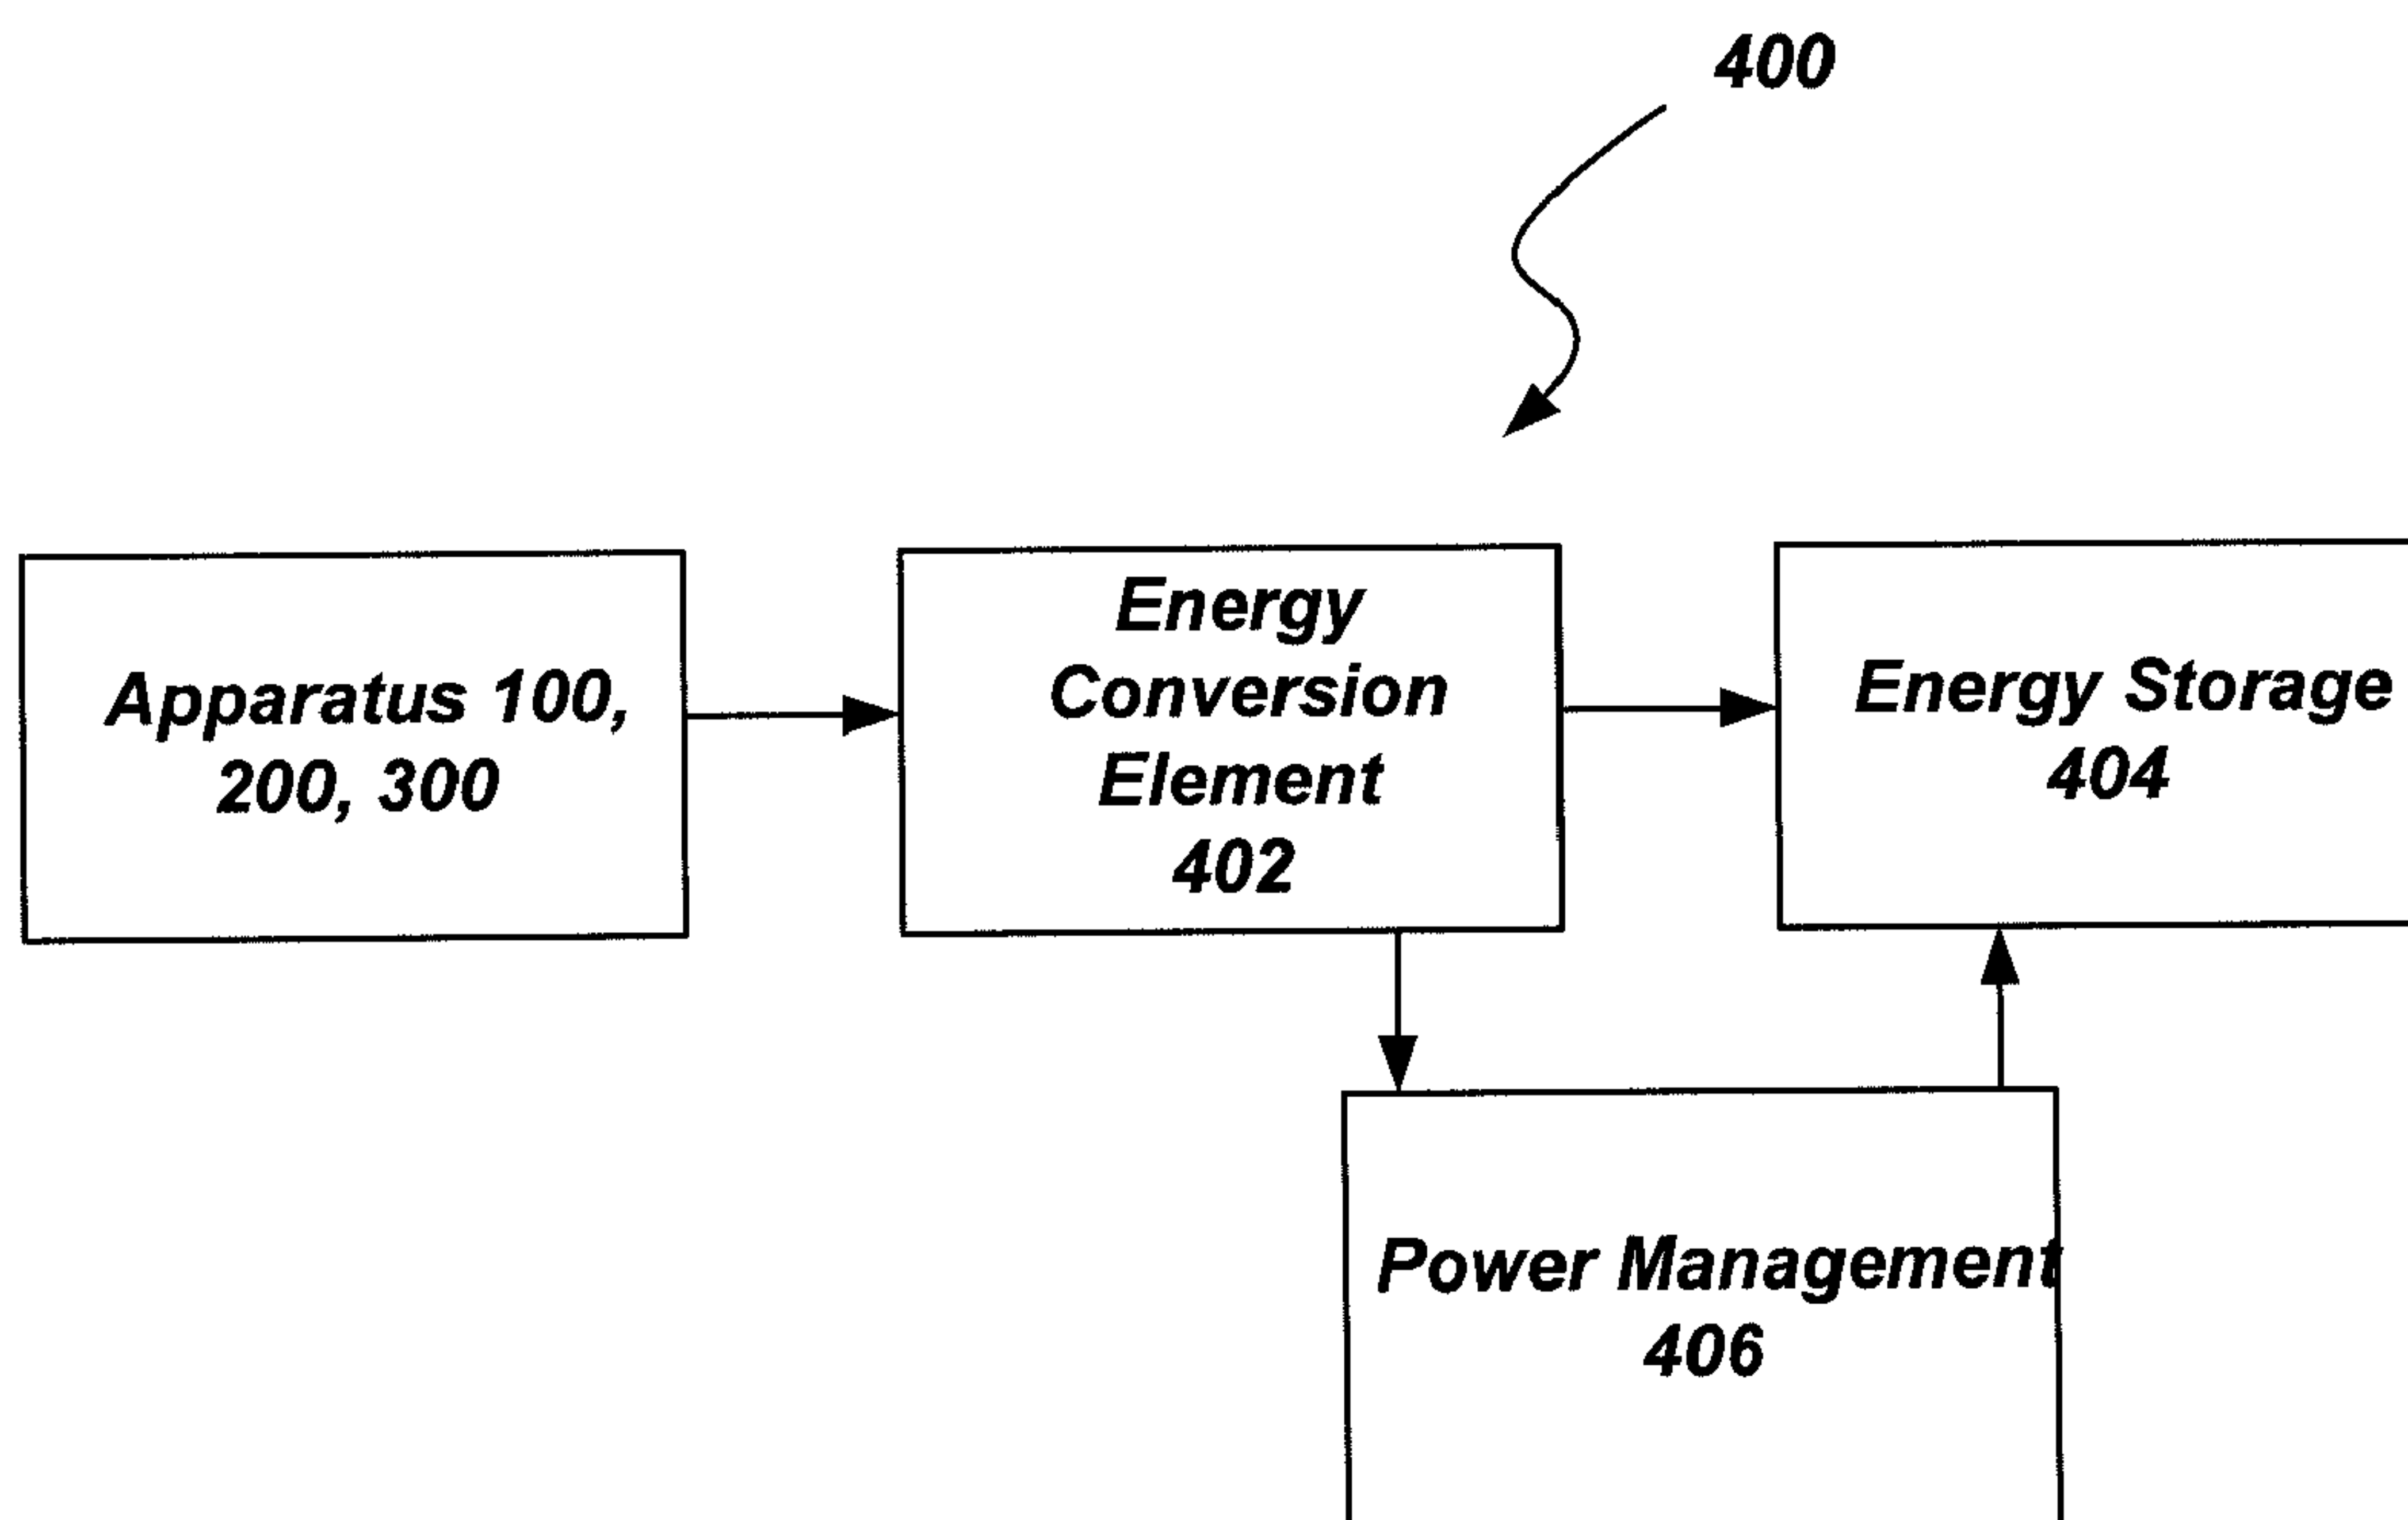 400
Apparatus 100,
200, 300
Energy
Conversion
Element
402
Energy Storage
404
Power Management
406